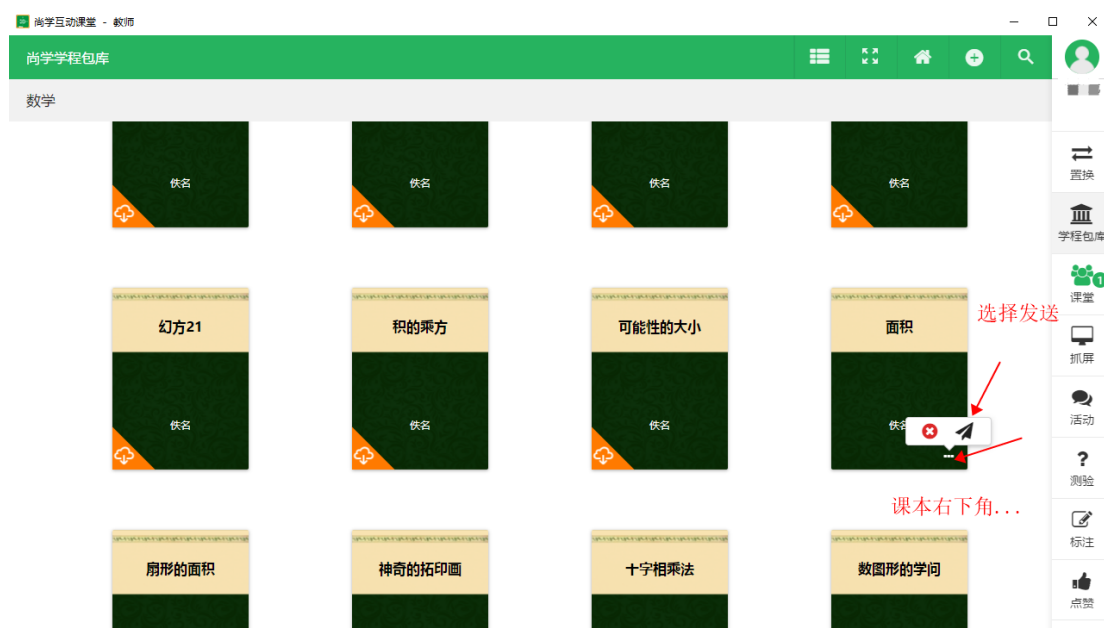 尚学互动课堂 - 教师
尚学学程包库
数学
佚名
佚名
佚名
佚名
置换
学程包库
课堂
1
选择发送
幻方21
积的乘方
可能性的大小
面积
抓屏
佚名
佚名
佚名
佚
活动
课本右下角...
?
测验
标注
扇形的面积
神奇的拓印画
十字相乘法
数图形的学问
点赞